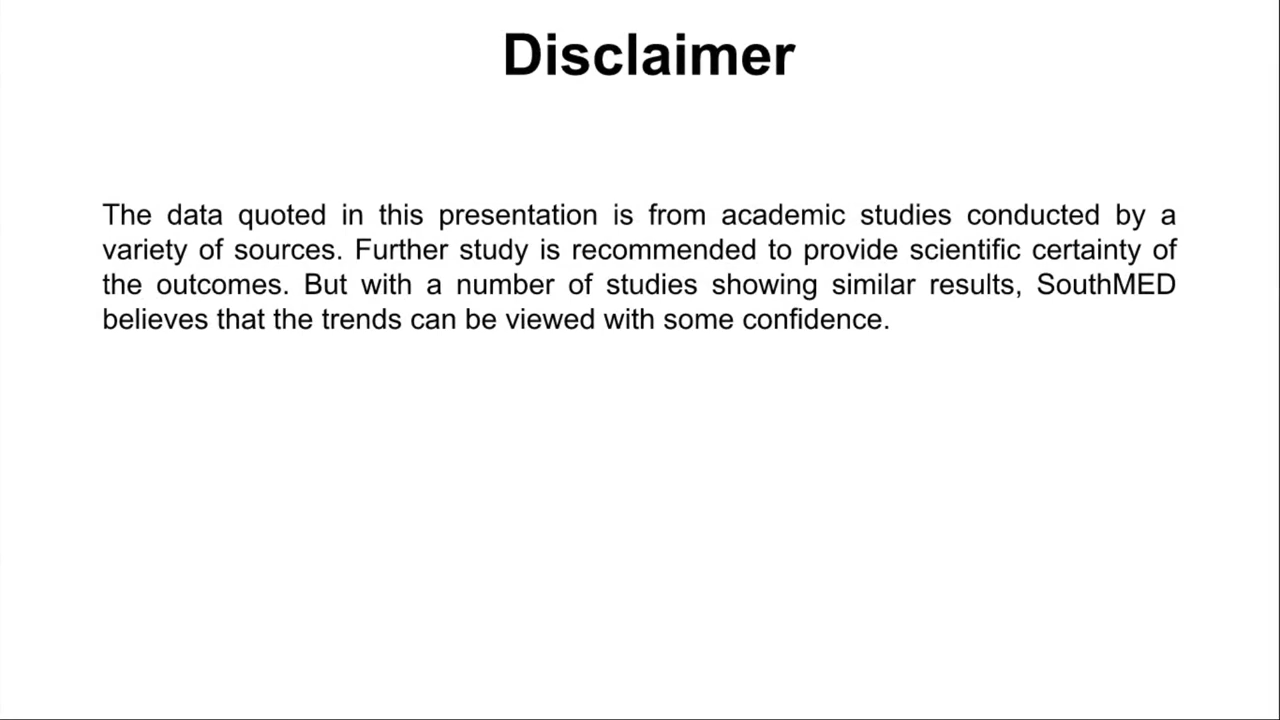 Disclaimer
The data quoted in this presentation is from academic studies conducted by a
variety of sources. Further study is recommended to provide scientific certainty of
the outcomes. But with a number of studies showing similar results, SouthMED
believes that the trends can be viewed with some confidence.